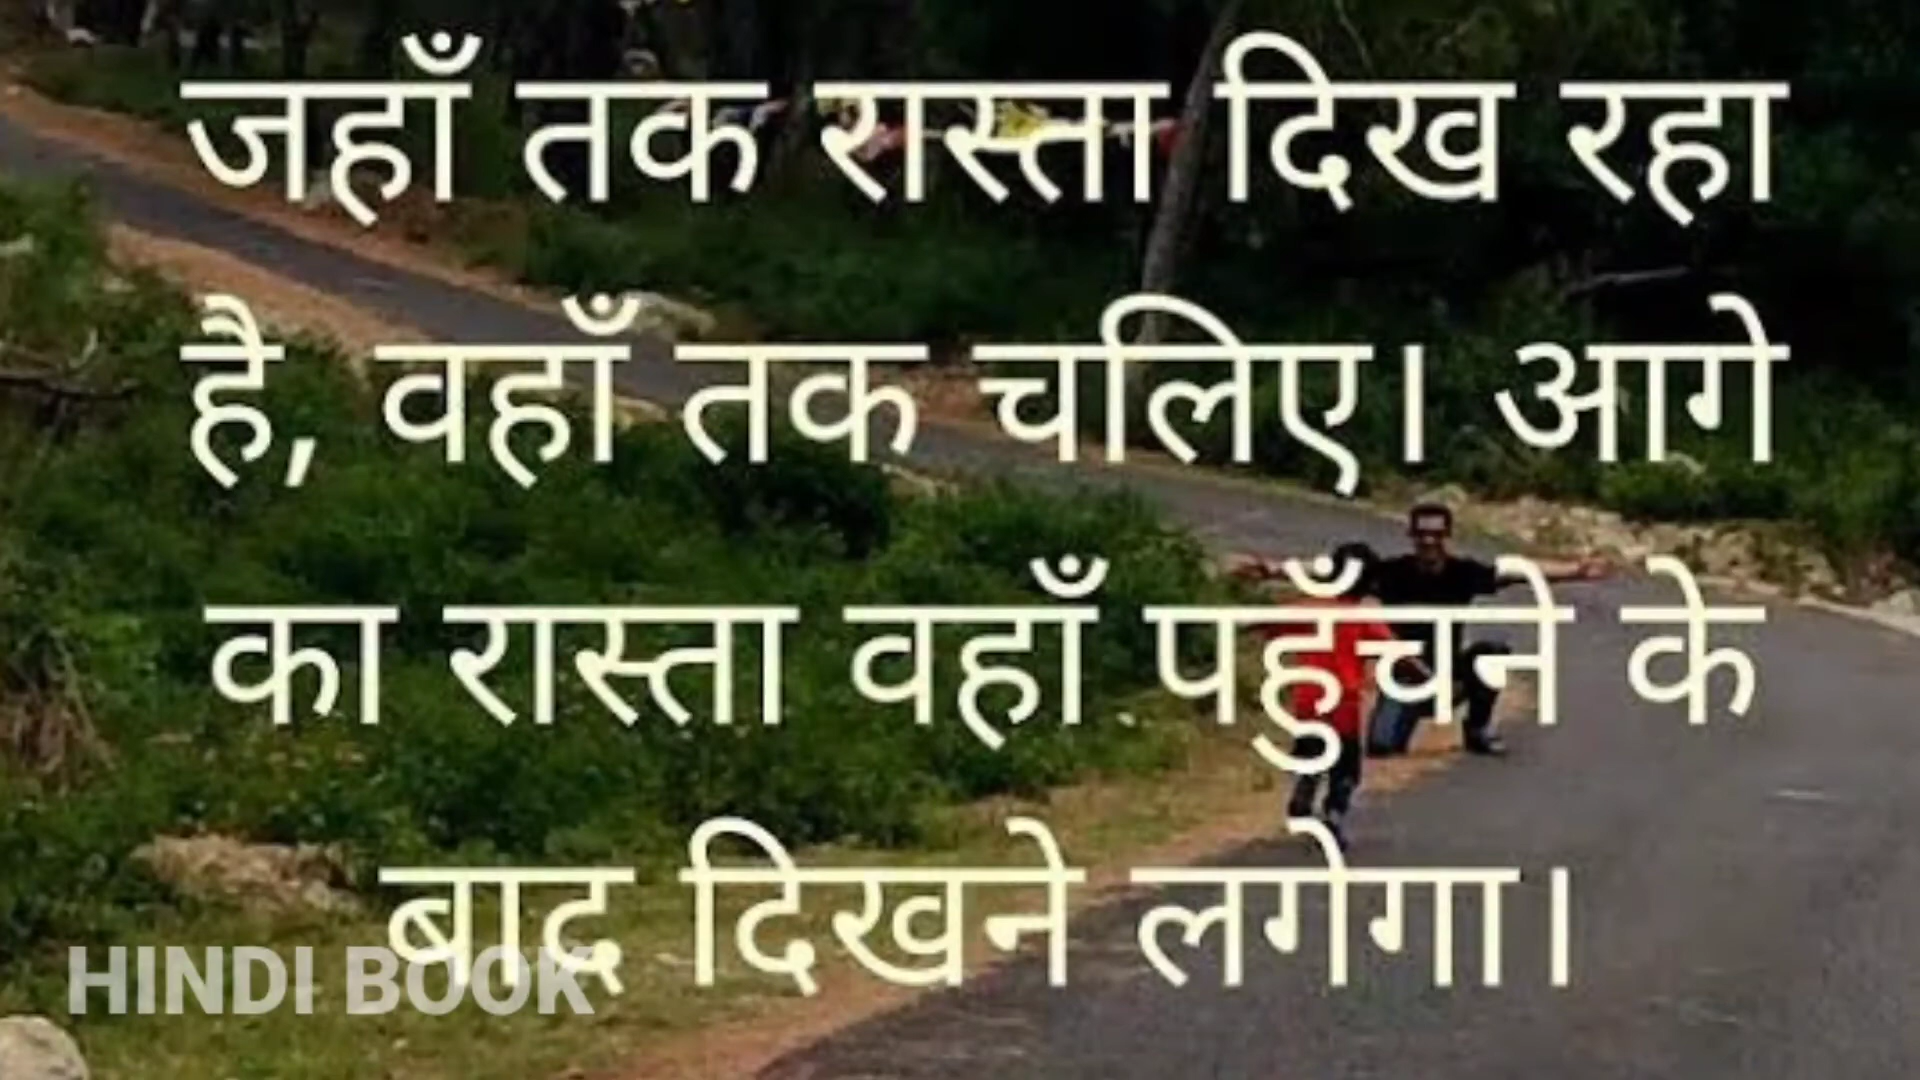 जहाँ तक रास्ता दिख रहा
है, वहाँ तक चलिए। आगे
का रास्ता वहाँ पहुँचने के
बाद दिखने लगेगा।
HINDI BOOK